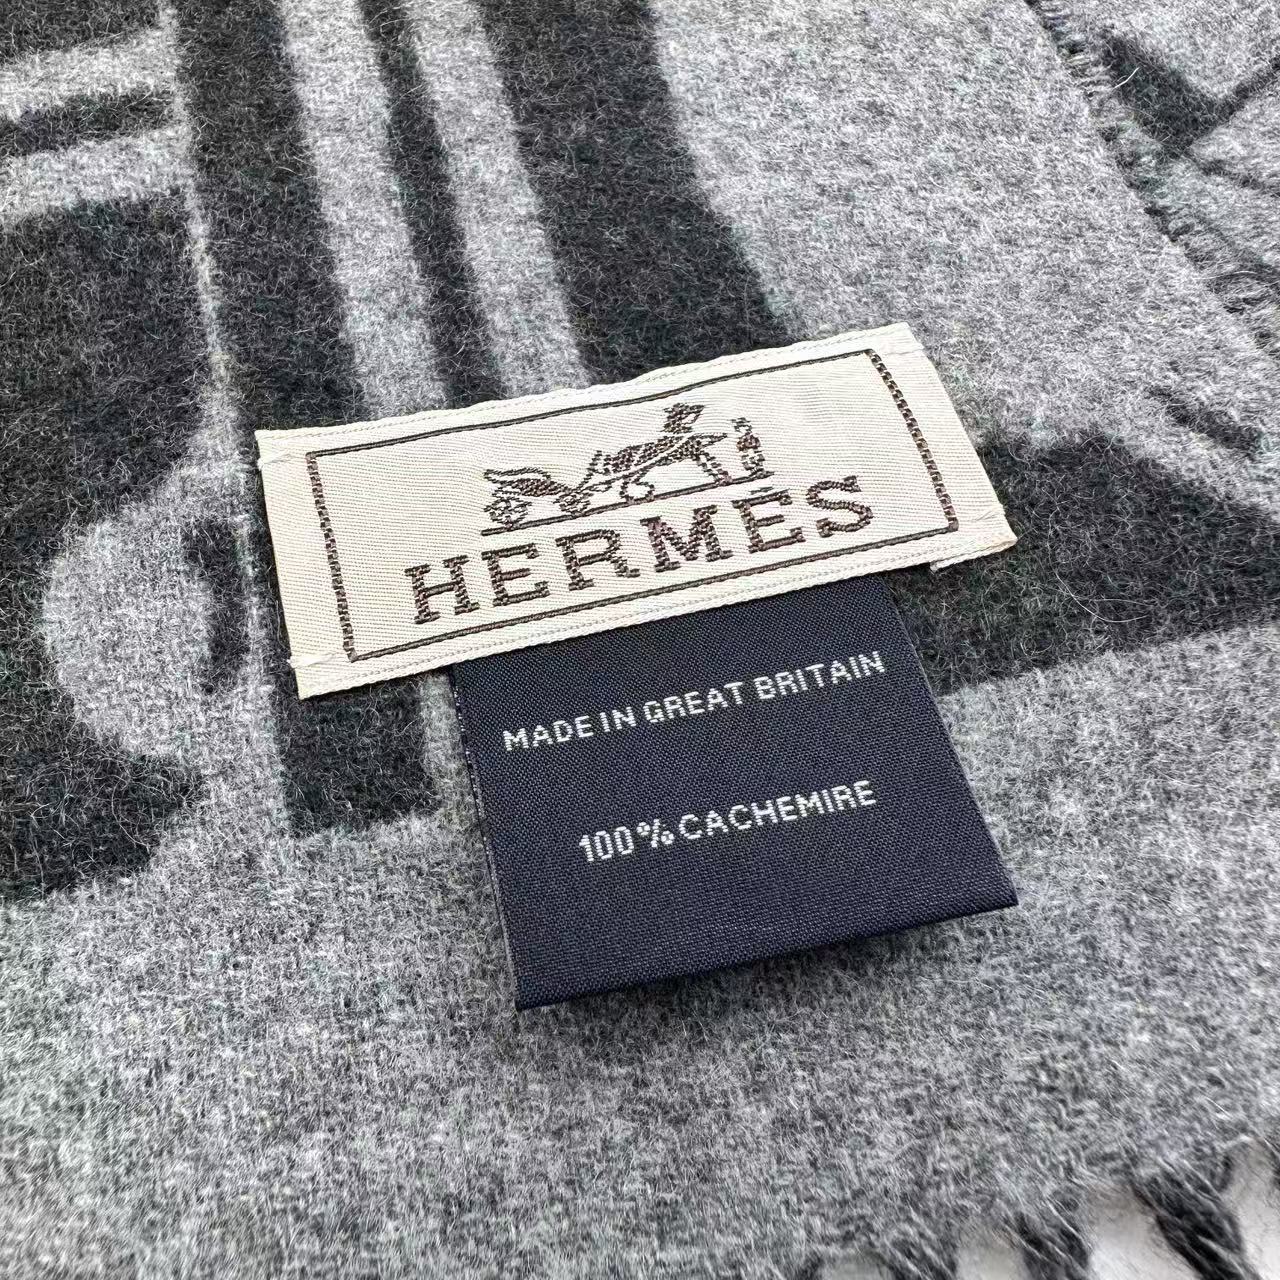 HERMÈS
MADE IN GREAT BRITAIN
100% CACHEMIRE